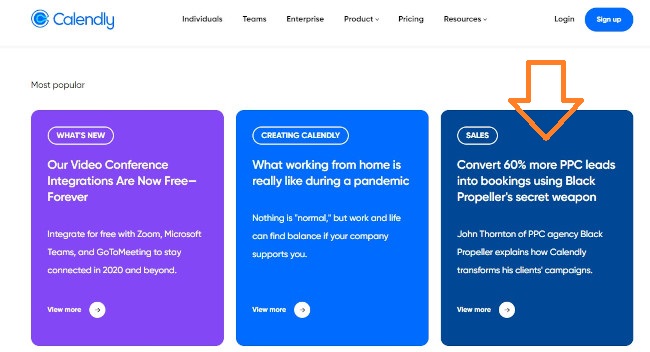 Calendly
Individuals Teams Enterprise Product Pricing Resources Login Sign up
Most popular
WHAT'S NEW
Our Video Conference
Integrations Are Now Free—
Forever
Integrate for free with Zoom, Microsoft
Teams, and GoToMeeting to stay
connected in 2020 and beyond.
View more
CREATING CALENDLY
What working from home is
really like during a pandemic
Nothing is "normal," but work and life
can find balance if your company
supports you.
View more
SALES
Convert 60% more PPC leads
into bookings using Black
Propeller's secret weapon
John Thornton of PPC agency Black
Propeller explains how Calendly
transforms his clients' campaigns.
View more